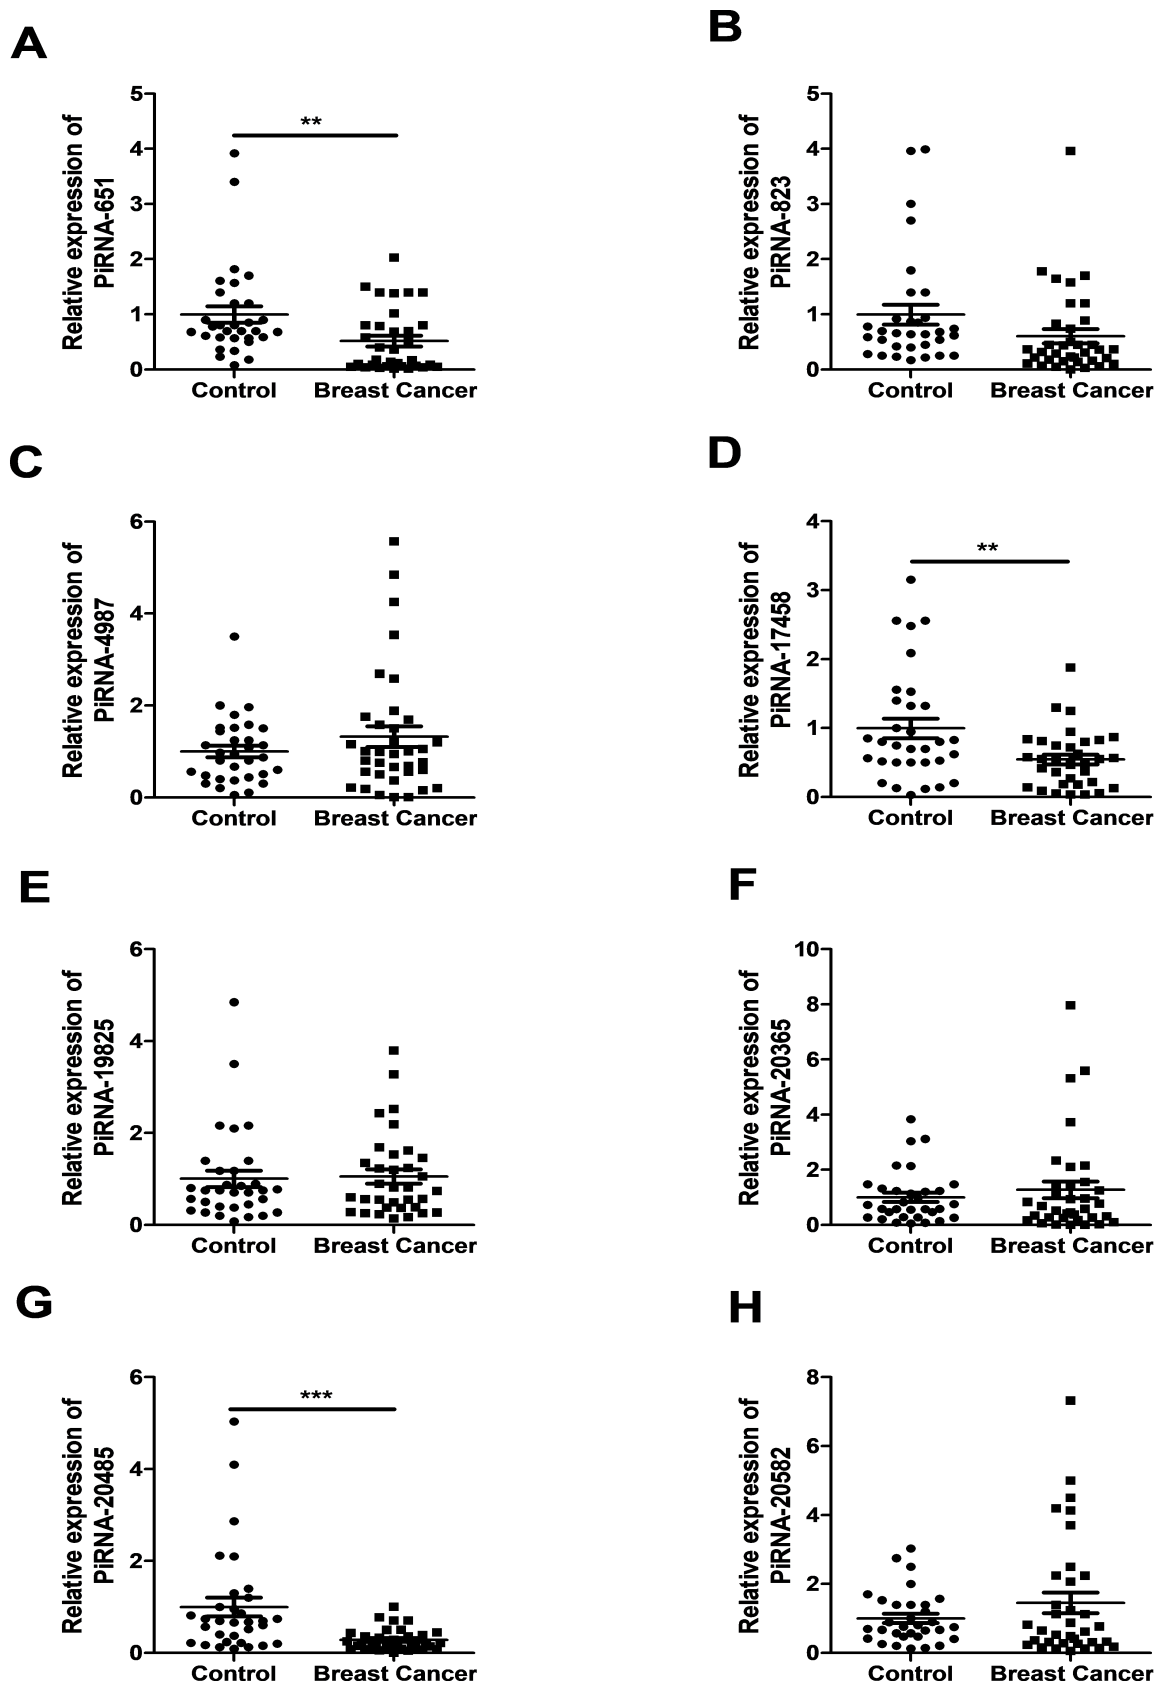 A
Relative expression of
PiRNA-651
5
4
3
2
1
0
**
Control
Breast Cancer
B
Relative expression of
PiRNA-823
5
4
3
2
1
0
Control
Breast Cancer
C
Relative expression of
PiRNA-4987
6
4
2
0
Control
Breast Cancer
D
Relative expression of
PiRNA-17458
4
3
2
1
0
**
Control
Breast Cancer
E
Relative expression of
PiRNA-19825
6
4
2
0
Control
Breast Cancer
F
Relative expression of
PiRNA-20365
10
8
6
4
2
0
Control
Breast Cancer
G
Relative expression of
PiRNA-20485
6
4
2
0
***
Control
Breast Cancer
H
Relative expression of
PiRNA-20582
8
6
4
2
0
Control
Breast Cancer